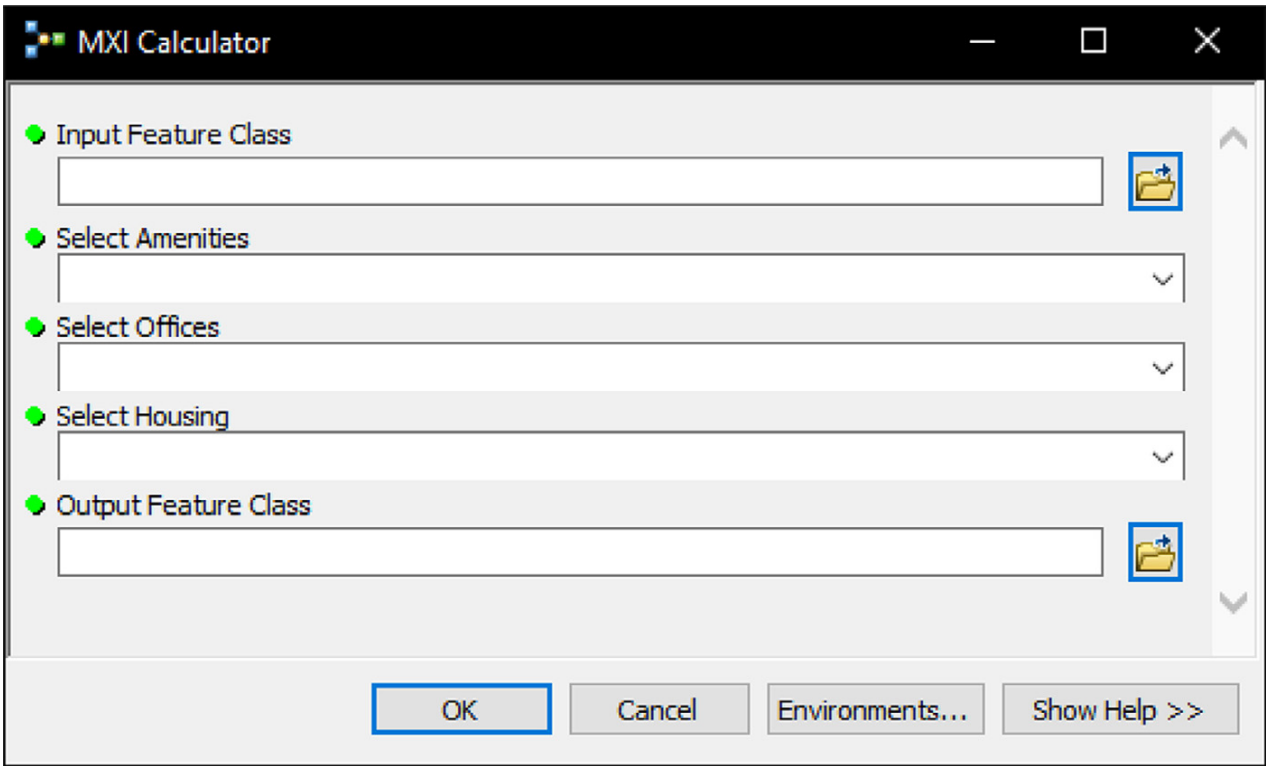 MXI Calculator
Input Feature Class
Select Amenities
Select Offices
Select Housing
Output Feature Class
OK Cancel Environments... Show Help >>